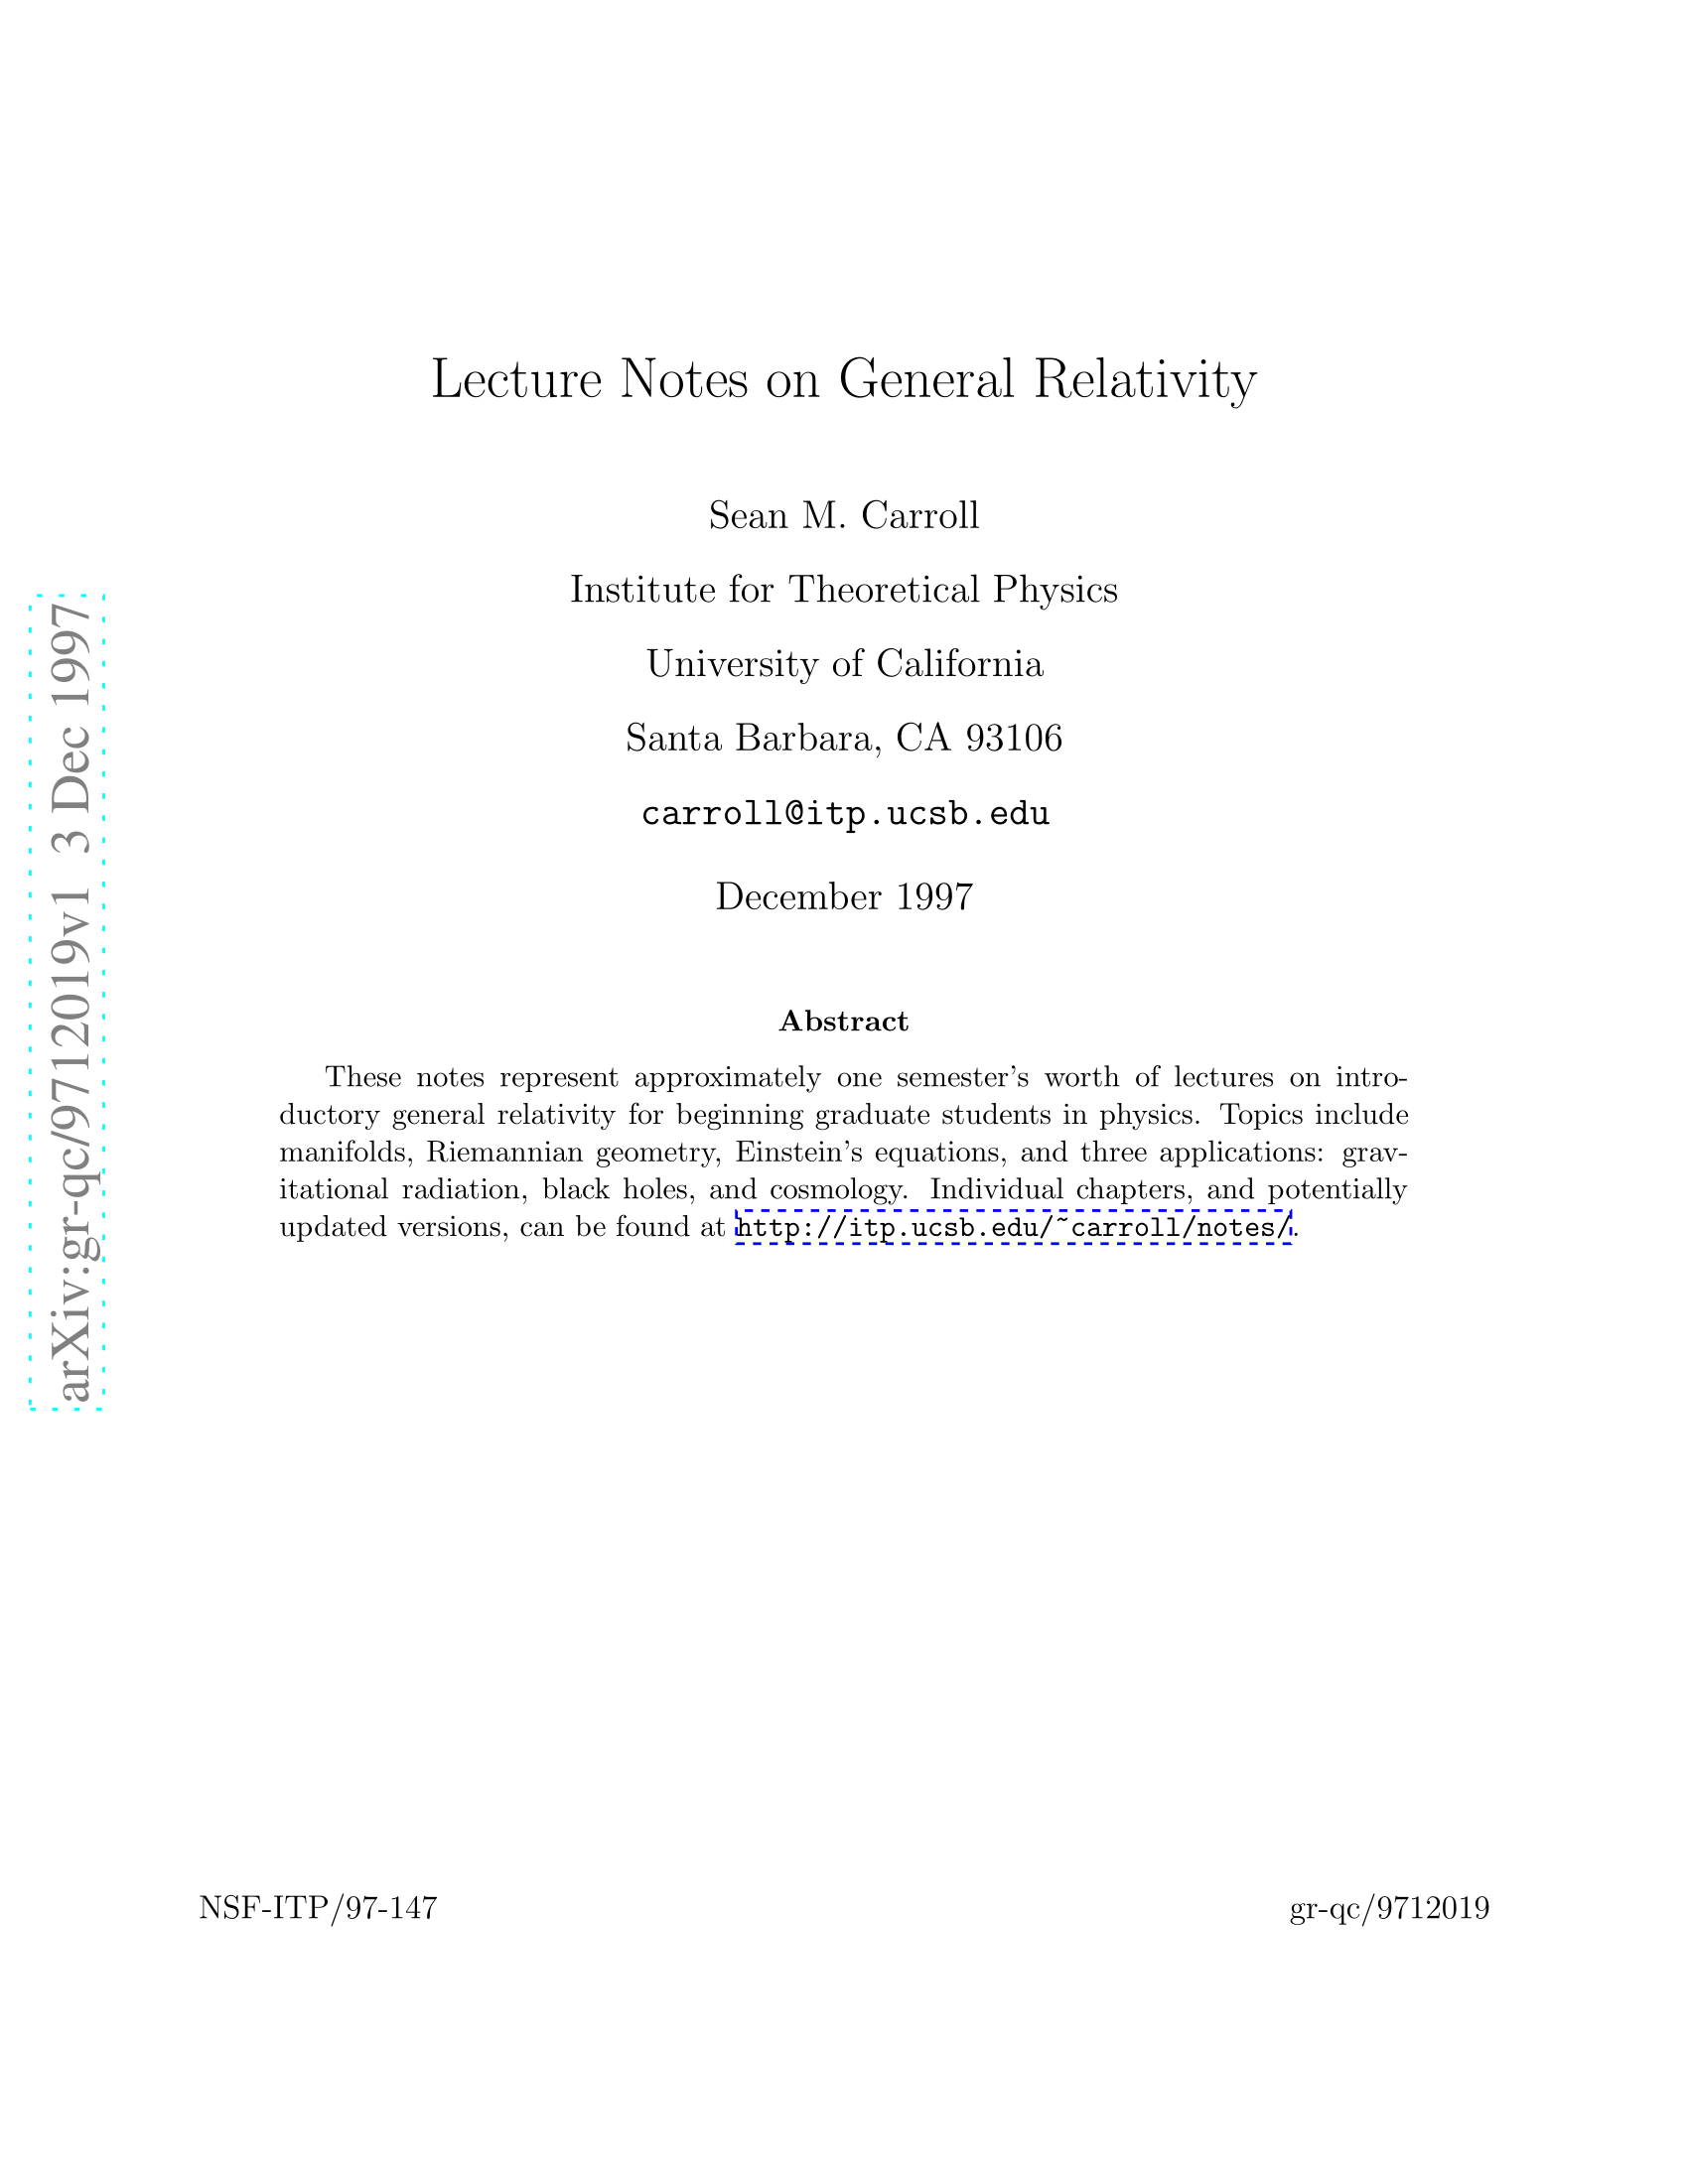 Lecture Notes on General Relativity
Sean M. Carroll
Institute for Theoretical Physics
University of California
Santa Barbara, CA 93106
carroll@itp.ucsb.edu
December 1997
arXiv:gr-qc/9712019v1  3 Dec 1997
Abstract
These notes represent approximately one semester's worth of lectures on intro-
ductory general relativity for beginning graduate students in physics. Topics include
manifolds, Riemannian geometry, Einstein's equations, and three applications: grav-
itational radiation, black holes, and cosmology. Individual chapters, and potentially
updated versions, can be found at http://itp.ucsb.edu/~carroll/notes/.
NSF-ITP/97-147
gr-qc/9712019